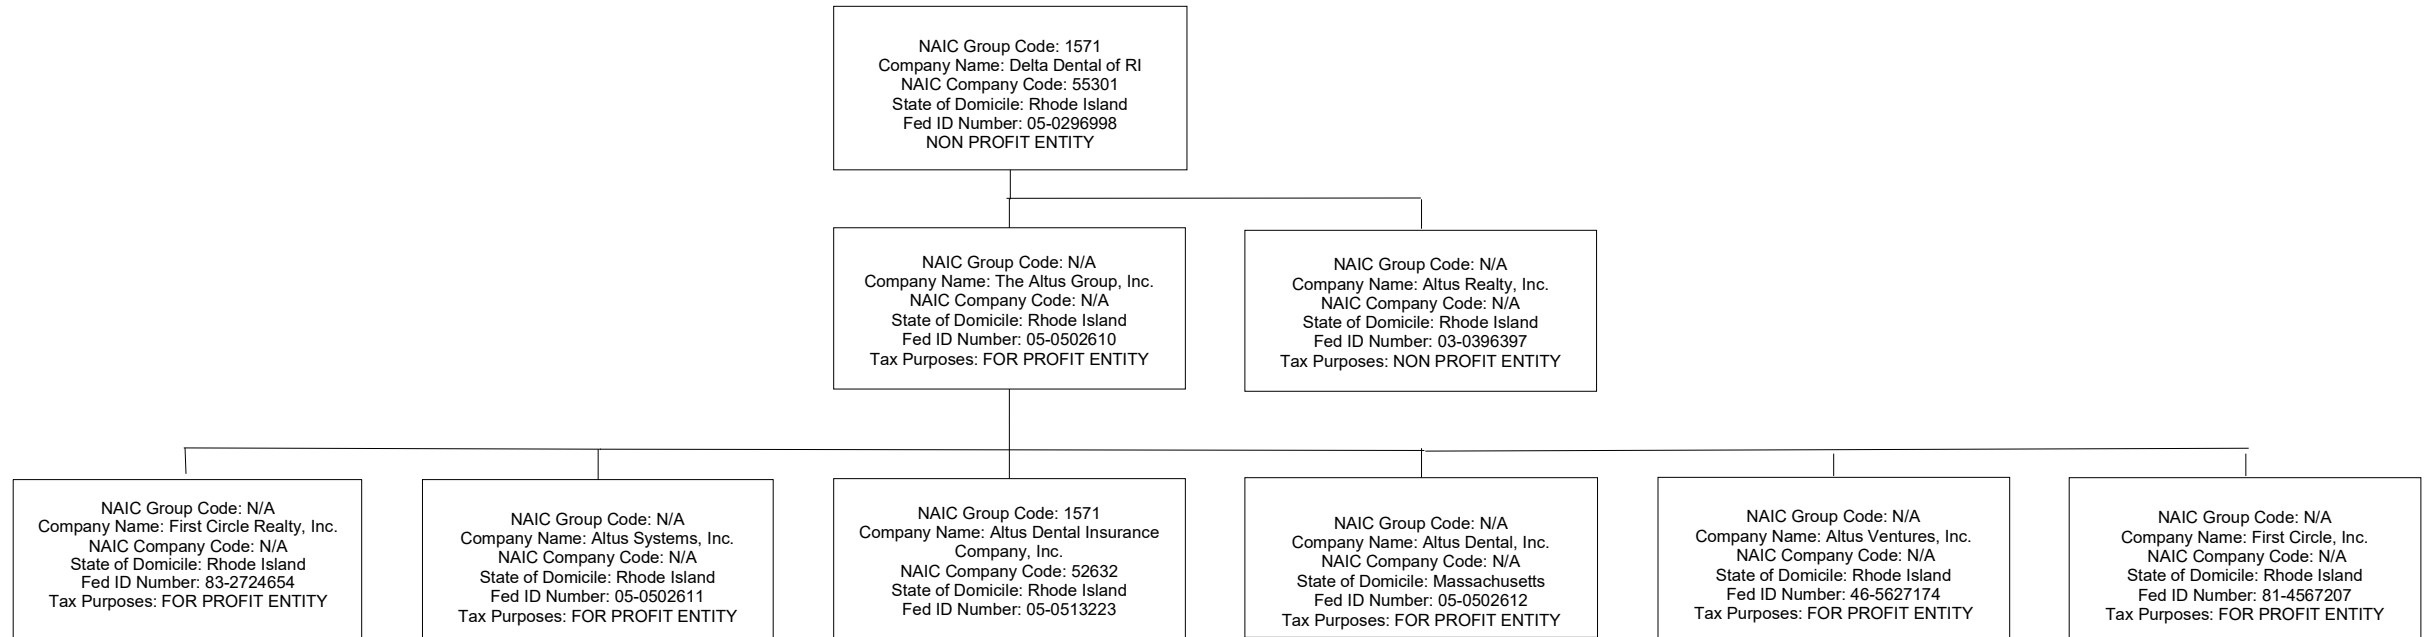 NAIC Group Code: 1571
Company Name: Delta Dental of RI
NAIC Company Code: 55301
State of Domicile: Rhode Island
Fed ID Number: 05-0296998
NON PROFIT ENTITY
NAIC Group Code: N/A
Company Name: The Altus Group, Inc.
NAIC Company Code: N/A
State of Domicile: Rhode Island
Fed ID Number: 05-0502610
Tax Purposes: FOR PROFIT ENTITY
NAIC Group Code: N/A
Company Name: Altus Realty, Inc.
NAIC Company Code: N/A
State of Domicile: Rhode Island
Fed ID Number: 03-0396397
Tax Purposes: NON PROFIT ENTITY
NAIC Group Code: N/A
Company Name: First Circle Realty, Inc.
NAIC Company Code: N/A
State of Domicile: Rhode Island
Fed ID Number: 83-2724654
Tax Purposes: FOR PROFIT ENTITY
NAIC Group Code: N/A
Company Name: Altus Systems, Inc.
NAIC Company Code: N/A
State of Domicile: Rhode Island
Fed ID Number: 05-0502611
Tax Purposes: FOR PROFIT ENTITY
NAIC Group Code: 1571
Company Name: Altus Dental Insurance
Company, Inc.
NAIC Company Code: 52632
State of Domicile: Rhode Island
Fed ID Number: 05-0513223
NAIC Group Code: N/A
Company Name: Altus Dental, Inc.
NAIC Company Code: N/A
State of Domicile: Massachusetts
Fed ID Number: 05-0502612
Tax Purposes: FOR PROFIT ENTITY
NAIC Group Code: N/A
Company Name: Altus Ventures, Inc.
NAIC Company Code: N/A
State of Domicile: Rhode Island
Fed ID Number: 46-5627174
Tax Purposes: FOR PROFIT ENTITY
NAIC Group Code: N/A
Company Name: First Circle, Inc.
NAIC Company Code: N/A
State of Domicile: Rhode Island
Fed ID Number: 81-4567207
Tax Purposes: FOR PROFIT ENTITY